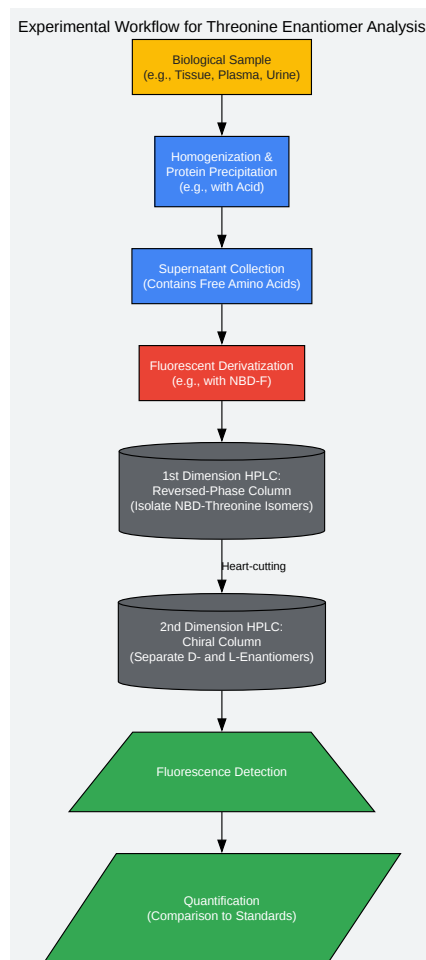 Experimental Workflow for Threonine Enantiomer Analysis
Biological Sample
(e.g., Tissue, Plasma, Urine)
Homogenization &
Protein Precipitation
(e.g., with Acid)
Supernatant Collection
(Contains Free Amino Acids)
Fluorescent Derivatization
(e.g., with NBD-F)
1st Dimension HPLC:
Reversed-Phase Column
(Isolate NBD-Threonine Isomers)
Heart-cutting
2nd Dimension HPLC:
Chiral Column
(Separate D- and L-Enantiomers)
Fluorescence Detection
Quantification
(Comparison to Standards)